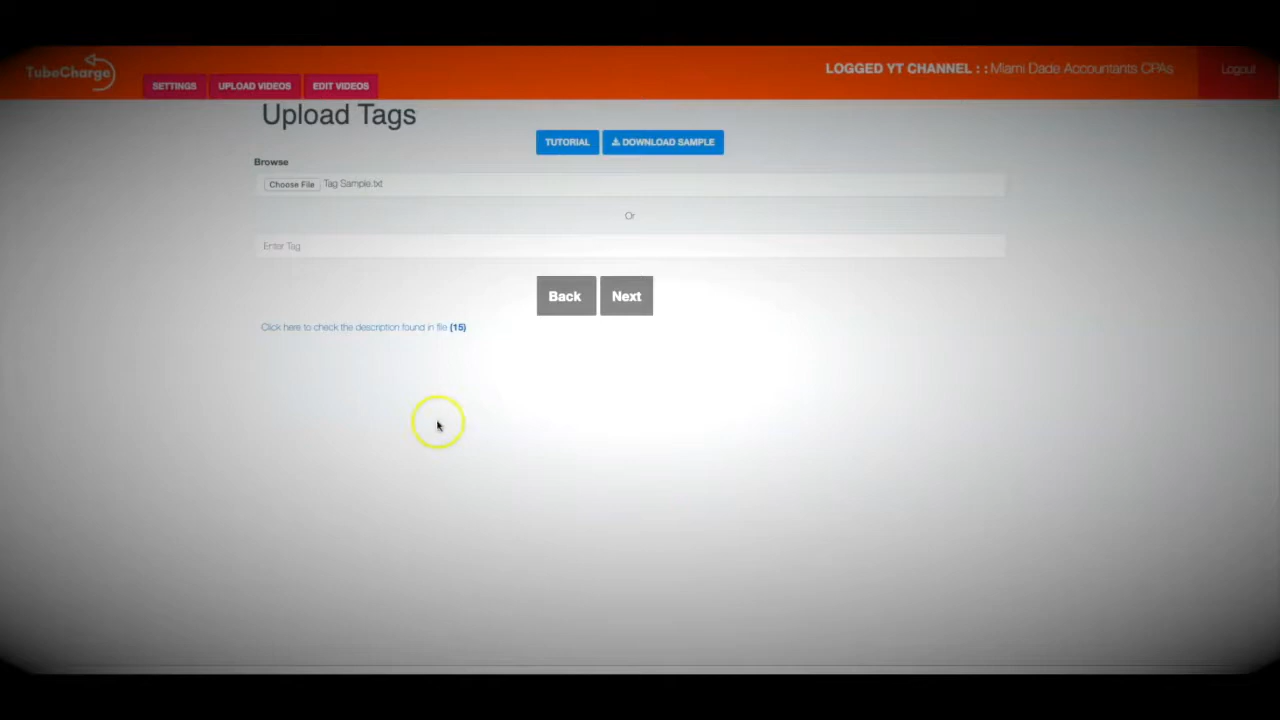 TubeCharge
SETTINGS
UPLOAD VIDEOS
EDIT VIDEOS
LOGGED YT CHANNEL : : Miami Dade Accountants CPAs
Logout
Upload Tags
TUTORIAL
DOWNLOAD SAMPLE
Browse
Choose File Tag Sample.txt
Or
Enter Tag
Back
Next
Click here to check the description found in file (15)